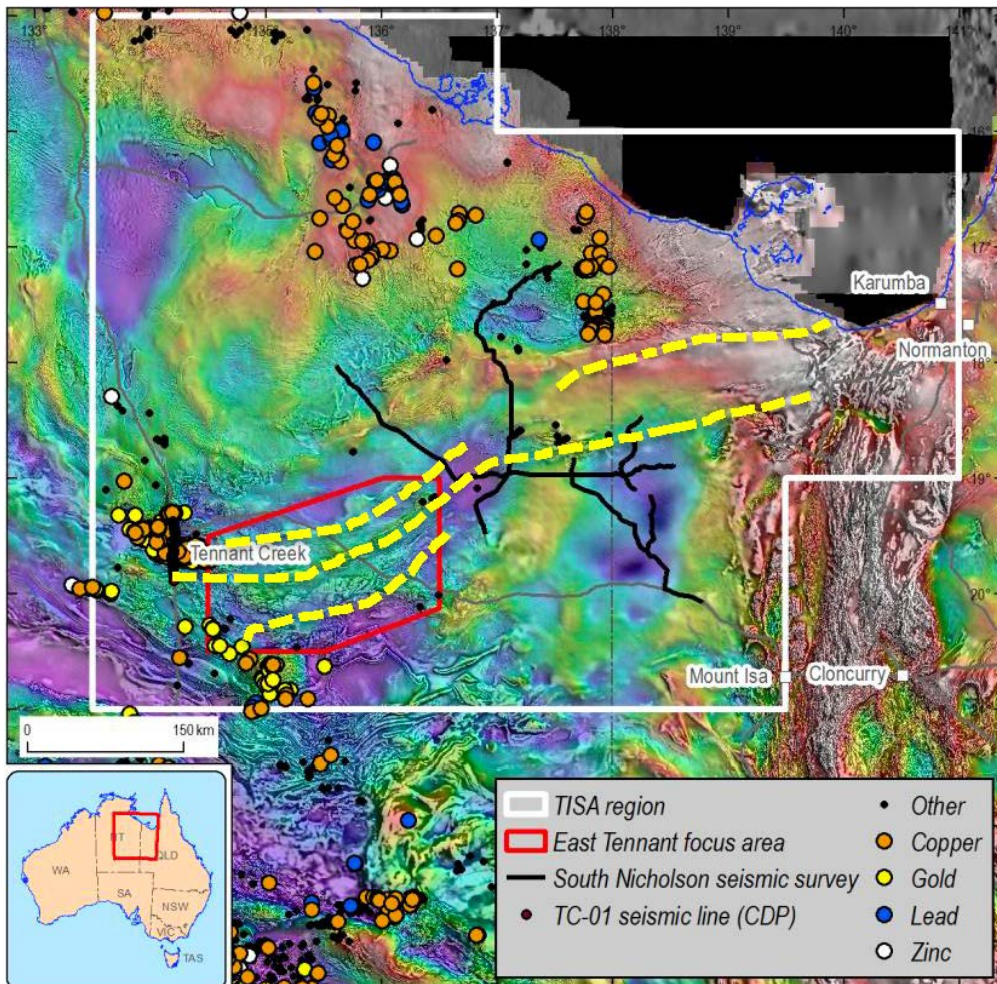 133° 134° 135° 136° 137° 138° 139° 140° 141°
16°
17°
Karumba
Normanton
18°
19°
Tennant Creek
20°
Mount Isa
Cloncurry
0 150 km
TISA region
East Tennant focus area
South Nicholson seismic survey
TC-01 seismic line (CDP)
Other
Copper
Gold
Lead
Zinc
NT
QLD
WA
SA
NSW
VIC
TAS